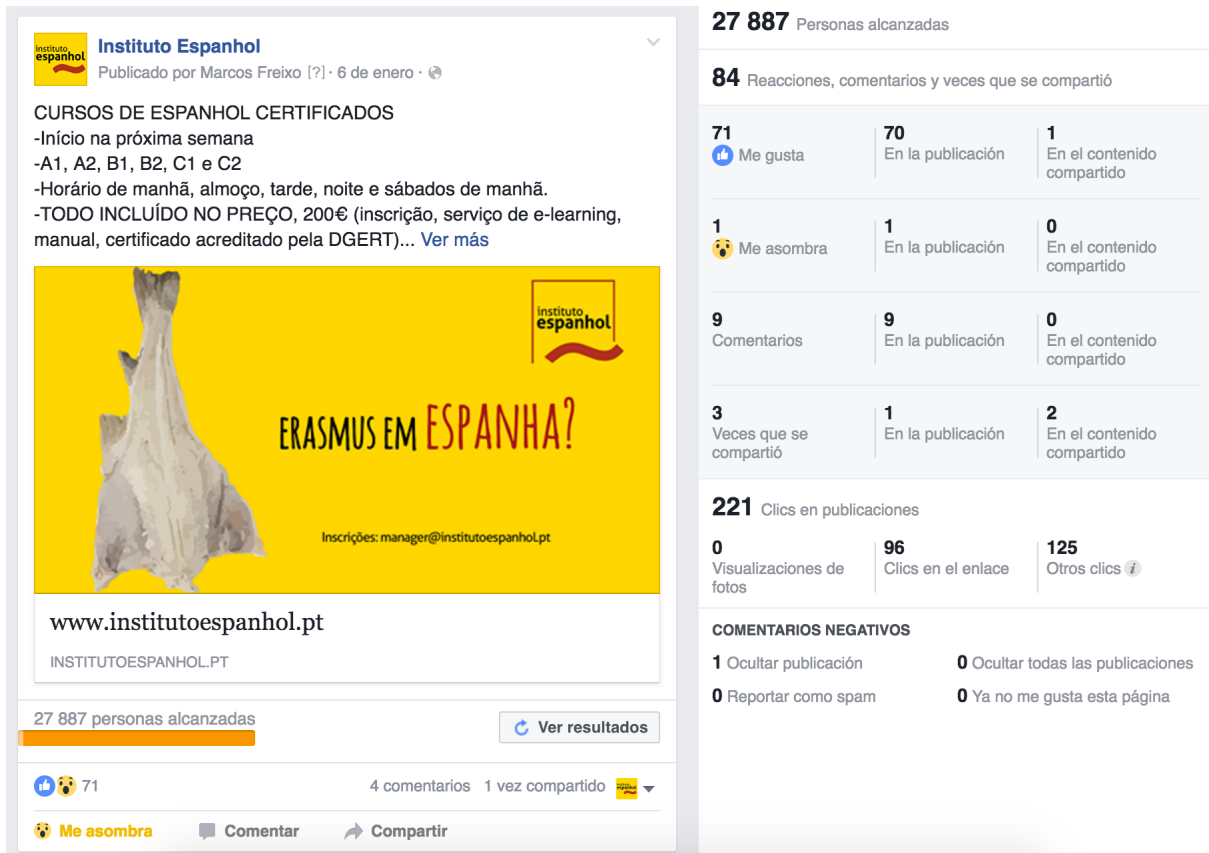 instituto
espanhol
Instituto Espanhol
Publicado por Marcos Freixo [?] · 6 de enero ·
CURSOS DE ESPANHOL CERTIFICADOS
-Início na próxima semana
-A1, A2, B1, B2, C1 e C2
-Horário de manhã, almoço, tarde, noite e sábados de manhã.
-TODO INCLUÍDO NO PREÇO, 200€ (inscrição, serviço de e-learning,
manual, certificado acreditado pela DGERT)... Ver más
instituto
espanhol
ERASMUS EM ESPANHA?
Inscrições: manager@institutoespanhol.pt
www.institutoespanhol.pt
INSTITUTOESPANHOL.PT
27 887 personas alcanzadas
Ver resultados
71
4 comentarios 1 vez compartido
Me asombra Comentar Compartir
27 887 Personas alcanzadas
84 Reacciones, comentarios y veces que se compartió
71 70 1
Me gusta En la publicación En el contenido
compartido
1 1 0
Me asombra En la publicación En el contenido
compartido
9 9 0
Comentarios En la publicación En el contenido
compartido
3 1 2
Veces que se En la publicación En el contenido
compartió compartido
221 Clics en publicaciones
0 96 125
Visualizaciones de Clics en el enlace Otros clics i
fotos
COMENTARIOS NEGATIVOS
1 Ocultar publicación 0 Ocultar todas las publicaciones
0 Reportar como spam 0 Ya no me gusta esta página